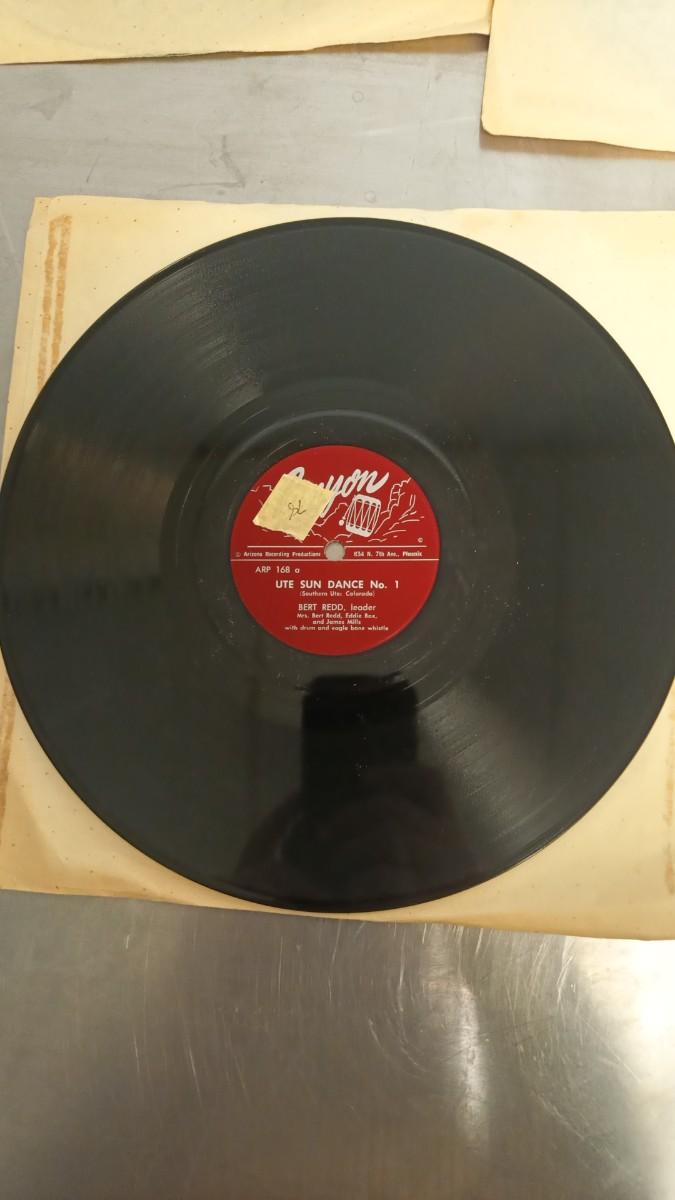 yon
© Arizona Recording Productions 834 N. 7th Ave., Phoenix
©
ARP 168 a
UTE SUN DANCE No. 1
(Southern Ute: Colorado)
BERT REDD, leader
Mrs. Bert Redd, Eddie Box,
and James Mills
with drum and eagle bone whistle